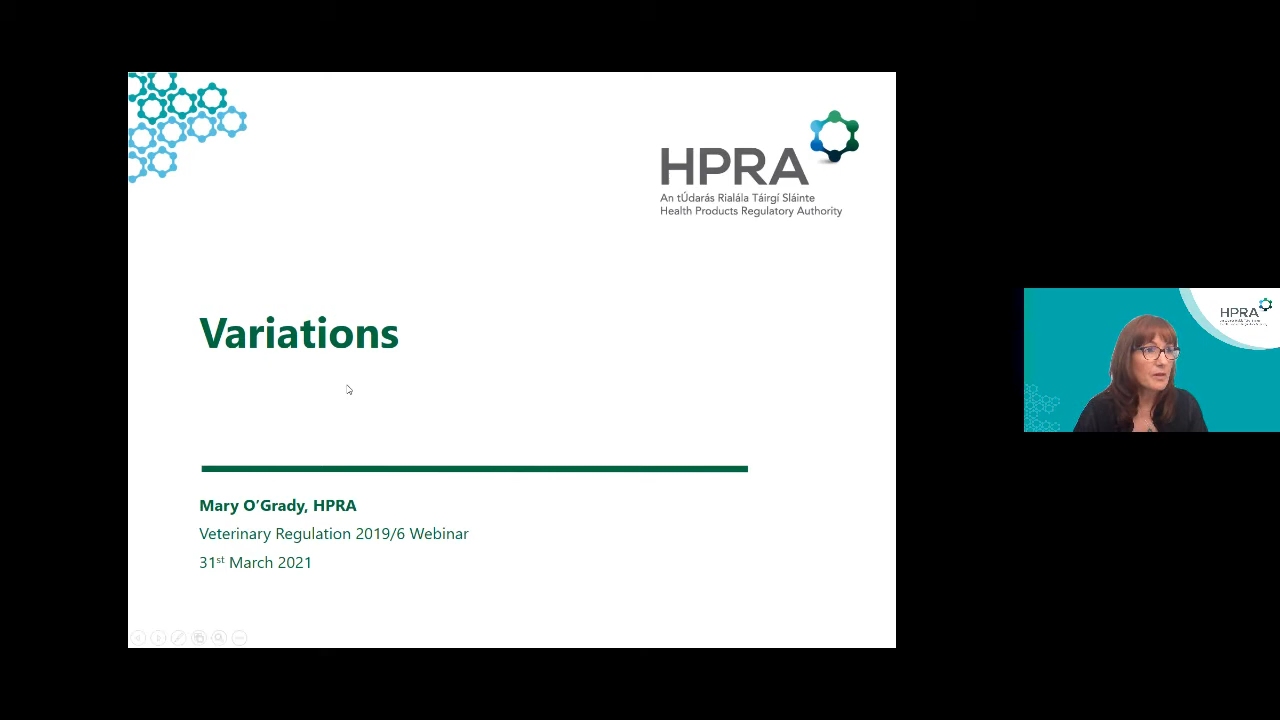 HPRA
An tÚdarás Rialála Táirgí Sláinte
Health Products Regulatory Authority
Variations
Mary O'Grady, HPRA
Veterinary Regulation 2019/6 Webinar
31st March 2021
HPRA